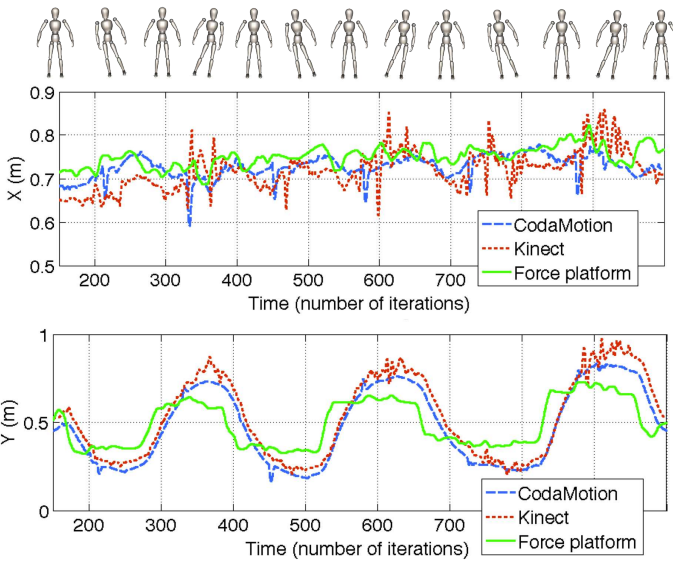 0.9
0.8
0.7
0.6
0.5
X (m)
200 300 400 500 600 700
Time (number of iterations)
CodaMotion
Kinect
Force platform
1
0.5
0
Y (m)
200 300 400 500 600 700
Time (number of iterations)
CodaMotion
Kinect
Force platform